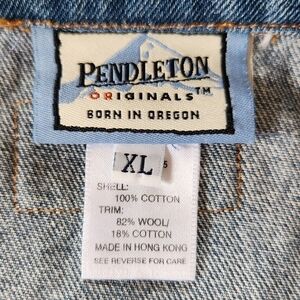 PENDLETON
ORIGINALS™
BORN IN OREGON
XL
SHELL:
100% COTTON
TRIM:
82% WOOL/
18% COTTON
MADE IN HONG KONG
SEE REVERSE FOR CARE